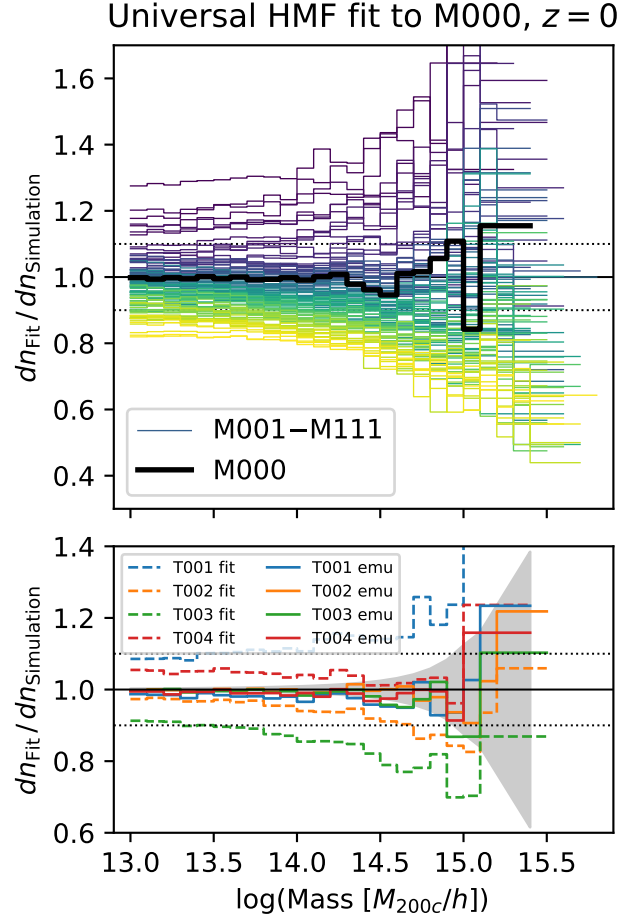 Universal HMF fit to M000, z = 0
1.6
1.4
1.2
1.0
0.8
0.6
0.4
dn_Fit / dn_Simulation
M001−M111
M000
1.4
1.2
1.0
0.8
0.6
dn_Fit / dn_Simulation
T001 fit T001 emu
T002 fit T002 emu
T003 fit T003 emu
T004 fit T004 emu
13.0 13.5 14.0 14.5 15.0 15.5
log(Mass [M_200c/h])